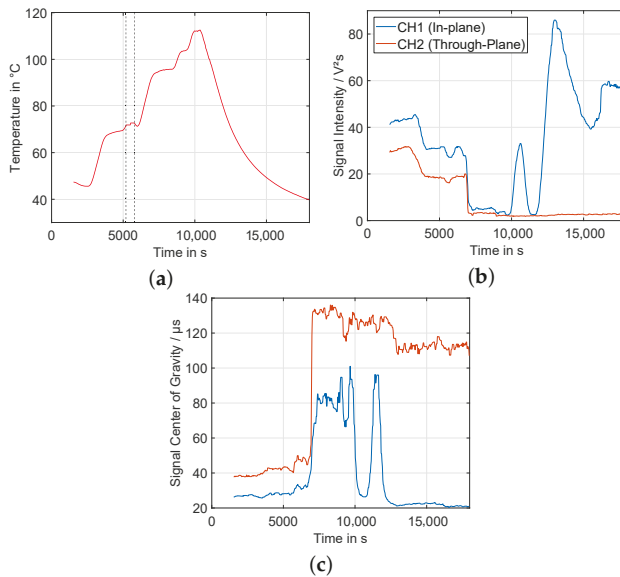 120
100
80
60
40
Temperature in °C
0
5000
10,000
15,000
Time in s
(a)
CH1 (In-plane)
CH2 (Through-Plane)
80
60
40
20
0
Signal Intensity / V²s
0
5000
10,000
15,000
Time in s
(b)
140
120
100
80
60
40
20
Signal Center of Gravity / µs
0
5000
10,000
15,000
Time in s
(c)